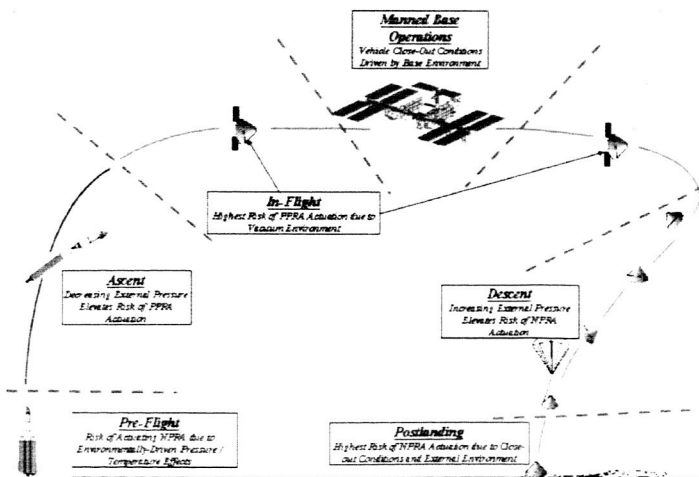 Manned Base
Operations
Vehicle Close-Out Conditions
Driven by Base Environment
In-Flight
Highest Risk of PPRA Actuation due to
Vacuum Environment
Ascent
Decreasing External Pressure
Elevates Risk of PPRA
Actuation
Descent
Increasing External Pressure
Elevates Risk of NPRA
Actuation
Pre-Flight
Risk of Actuating NPRA due to
Environmentally-Driven Pressure /
Temperature Effects
Postlanding
Highest Risk of NPRA Actuation due to Close-
out Conditions and External Environment